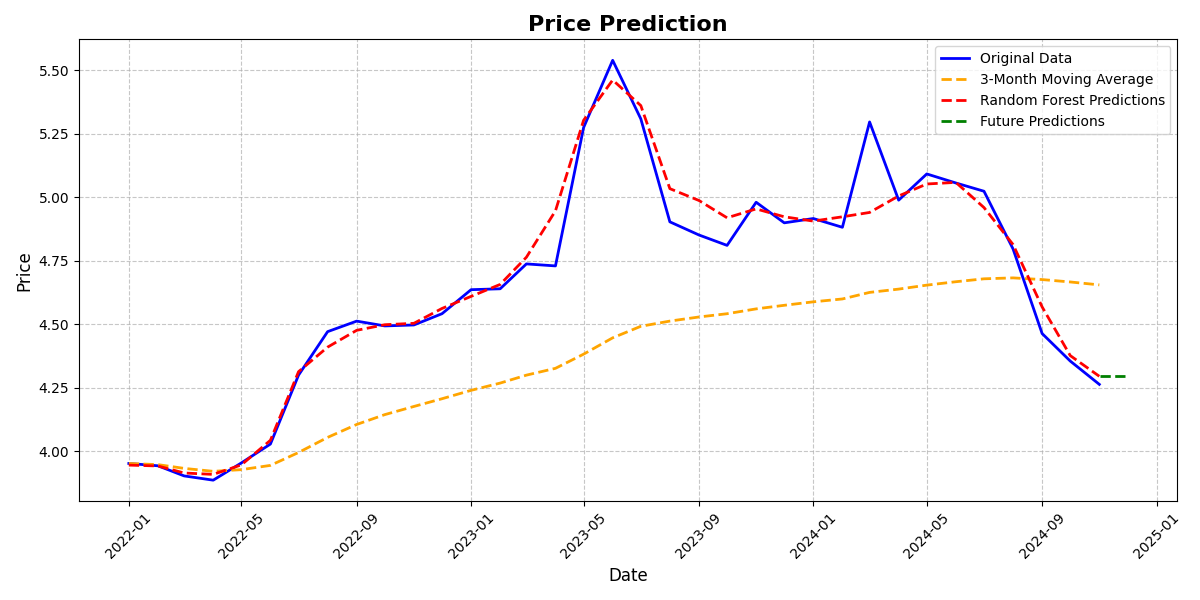 Price Prediction
Original Data
3-Month Moving Average
Random Forest Predictions
Future Predictions
Price
5.50
5.25
5.00
4.75
4.50
4.25
4.00
2022-01
2022-05
2022-09
2023-01
2023-05
2023-09
2024-01
2024-05
2024-09
2025-01
Date